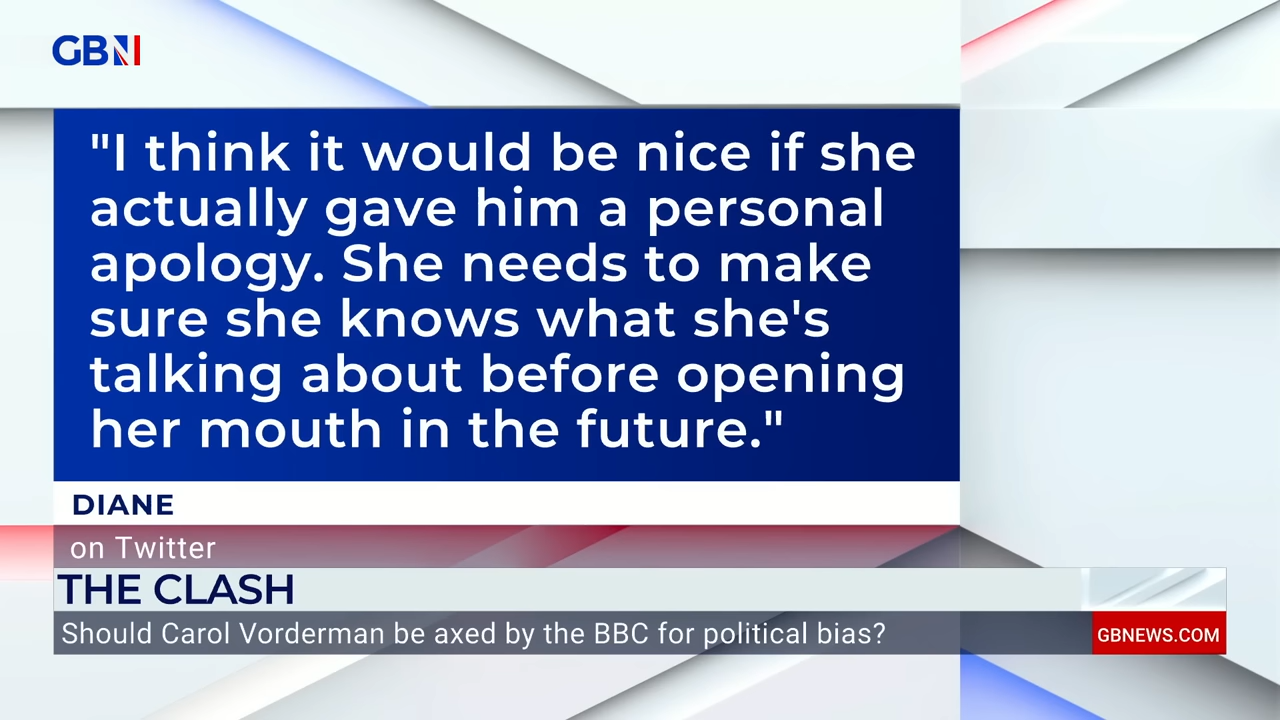 GBN
"I think it would be nice if she
actually gave him a personal
apology. She needs to make
sure she knows what she's
talking about before opening
her mouth in the future."
DIANE
on Twitter
THE CLASH
Should Carol Vorderman be axed by the BBC for political bias?
GBNEWS.COM